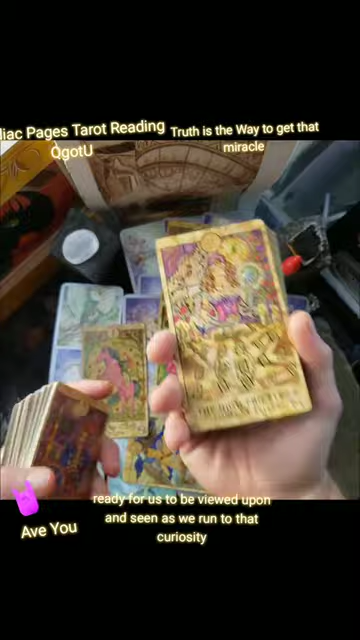 iac Pages Tarot Reading
QgotU
Truth is the Way to get that
miracle
ready for us to be viewed upon
and seen as we run to that
curiosity
Ave You